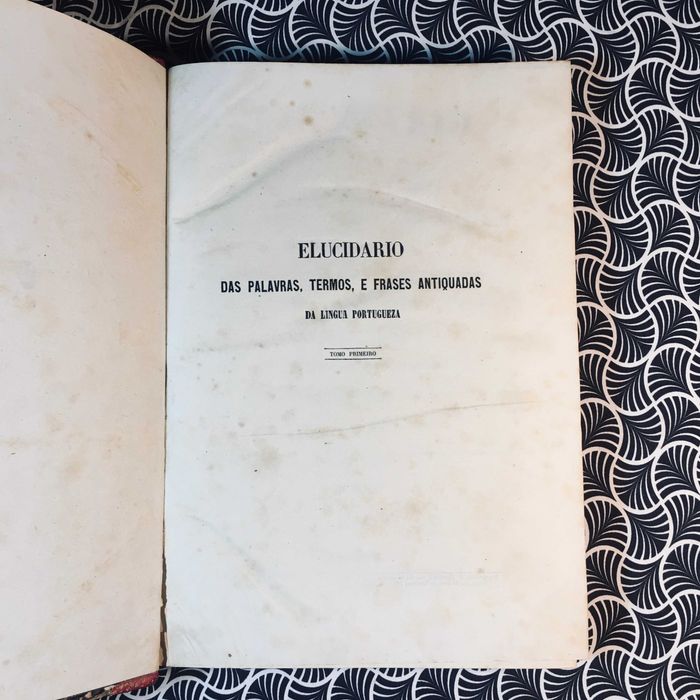 ELUCIDARIO
DAS PALAVRAS, TERMOS, E FRASES ANTIQUADAS
DA LINGUA PORTUGUEZA
TOMO PRIMEIRO